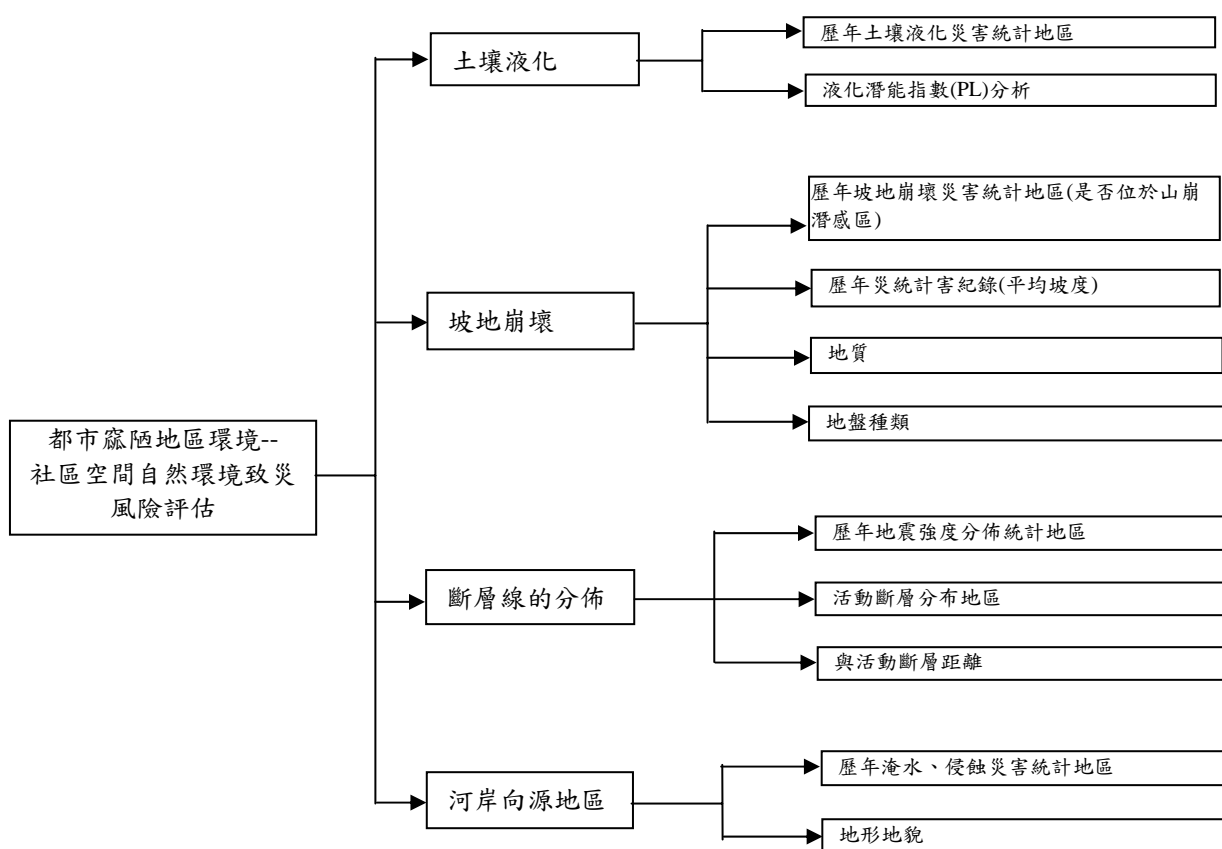 土壤液化
歷年土壤液化災害統計地區
液化潛能指數(PL)分析
坡地崩壞
歷年坡地崩壞災害統計地區(是否位於山崩
潛感區)
歷年災統計害紀錄(平均坡度)
地質
地盤種類
都市窳陋地區環境--
社區空間自然環境致災
風險評估
斷層線的分佈
歷年地震強度分佈統計地區
活動斷層分布地區
與活動斷層距離
河岸向源地區
歷年淹水、侵蝕災害統計地區
地形地貌